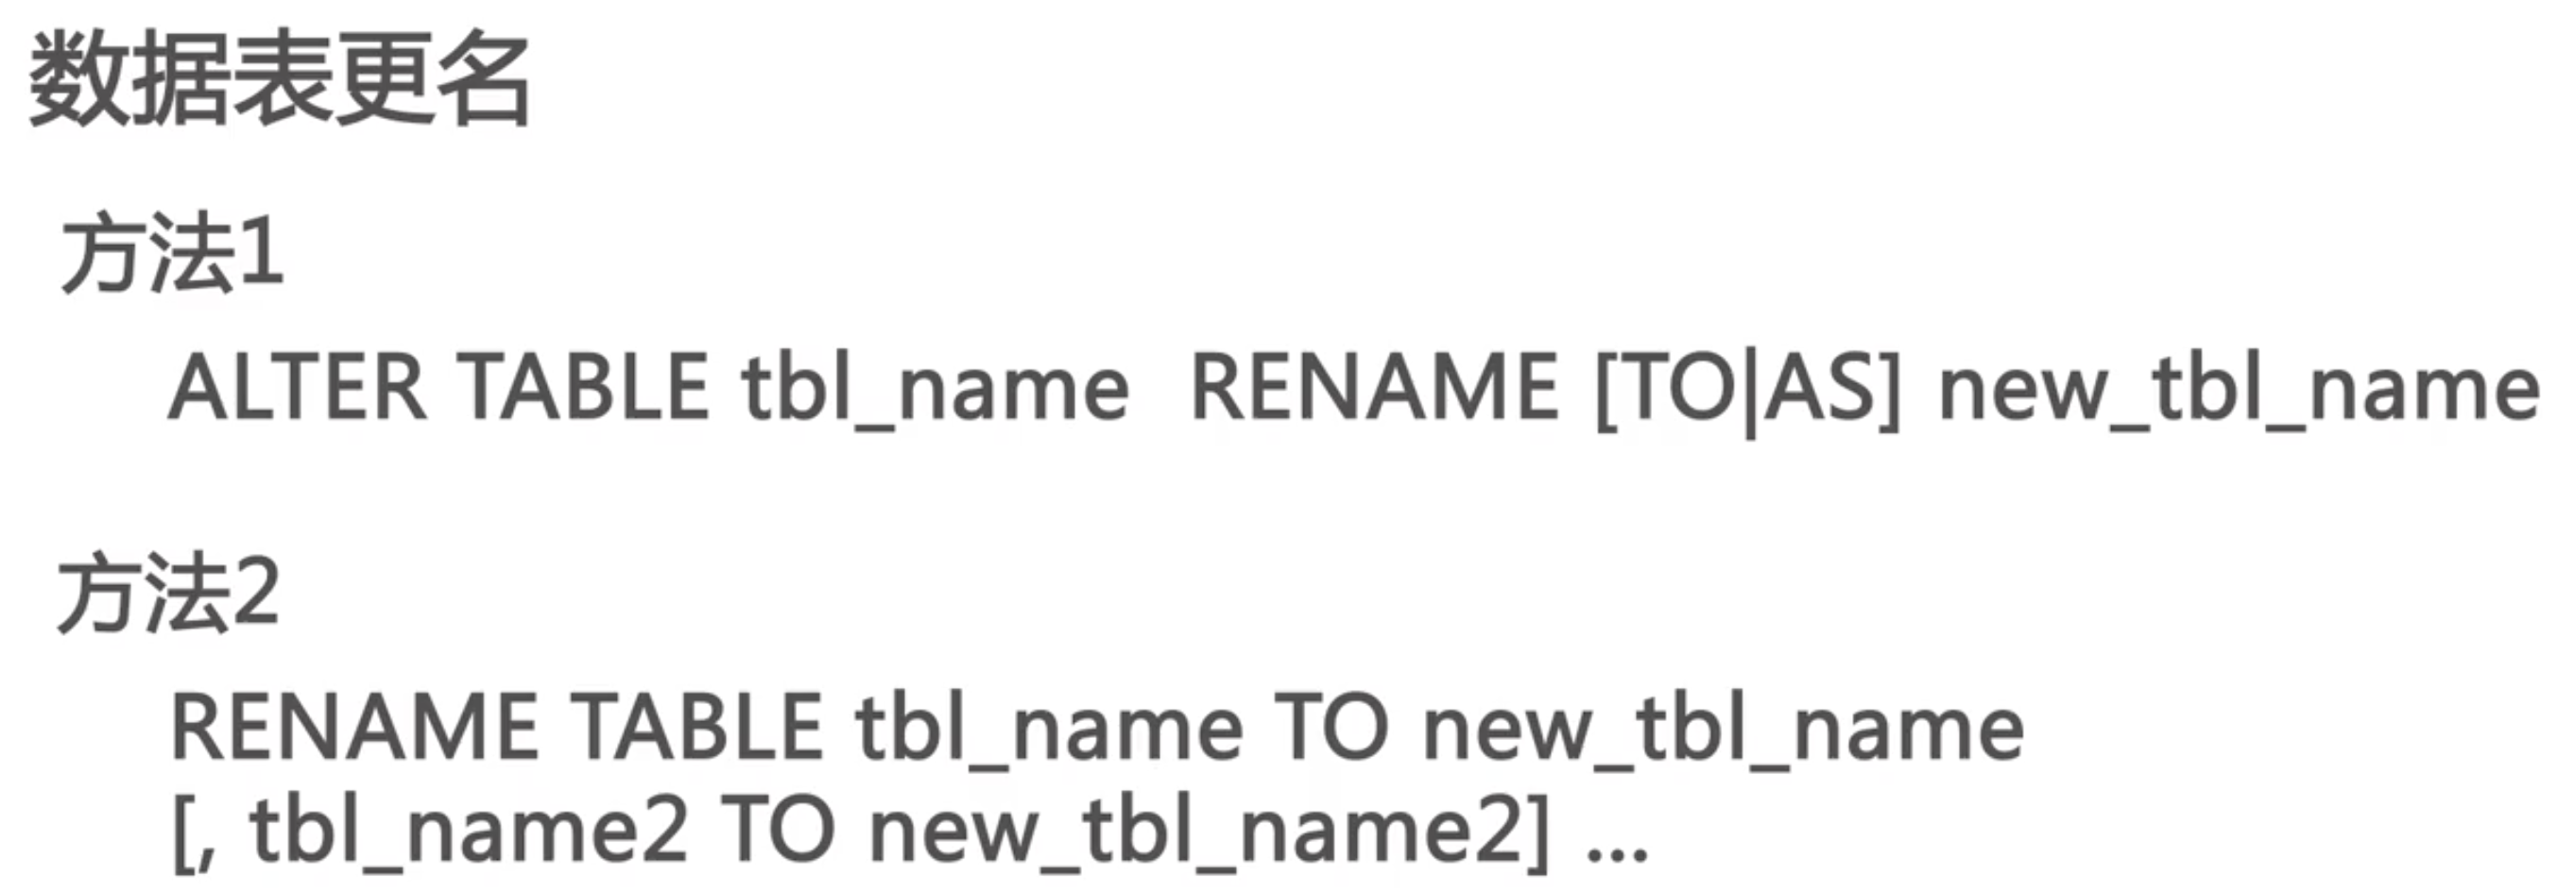 数据表更名
方法1
ALTER TABLE tbl_name  RENAME [TO|AS] new_tbl_name
方法2
RENAME TABLE tbl_name TO new_tbl_name
[, tbl_name2 TO new_tbl_name2] ...